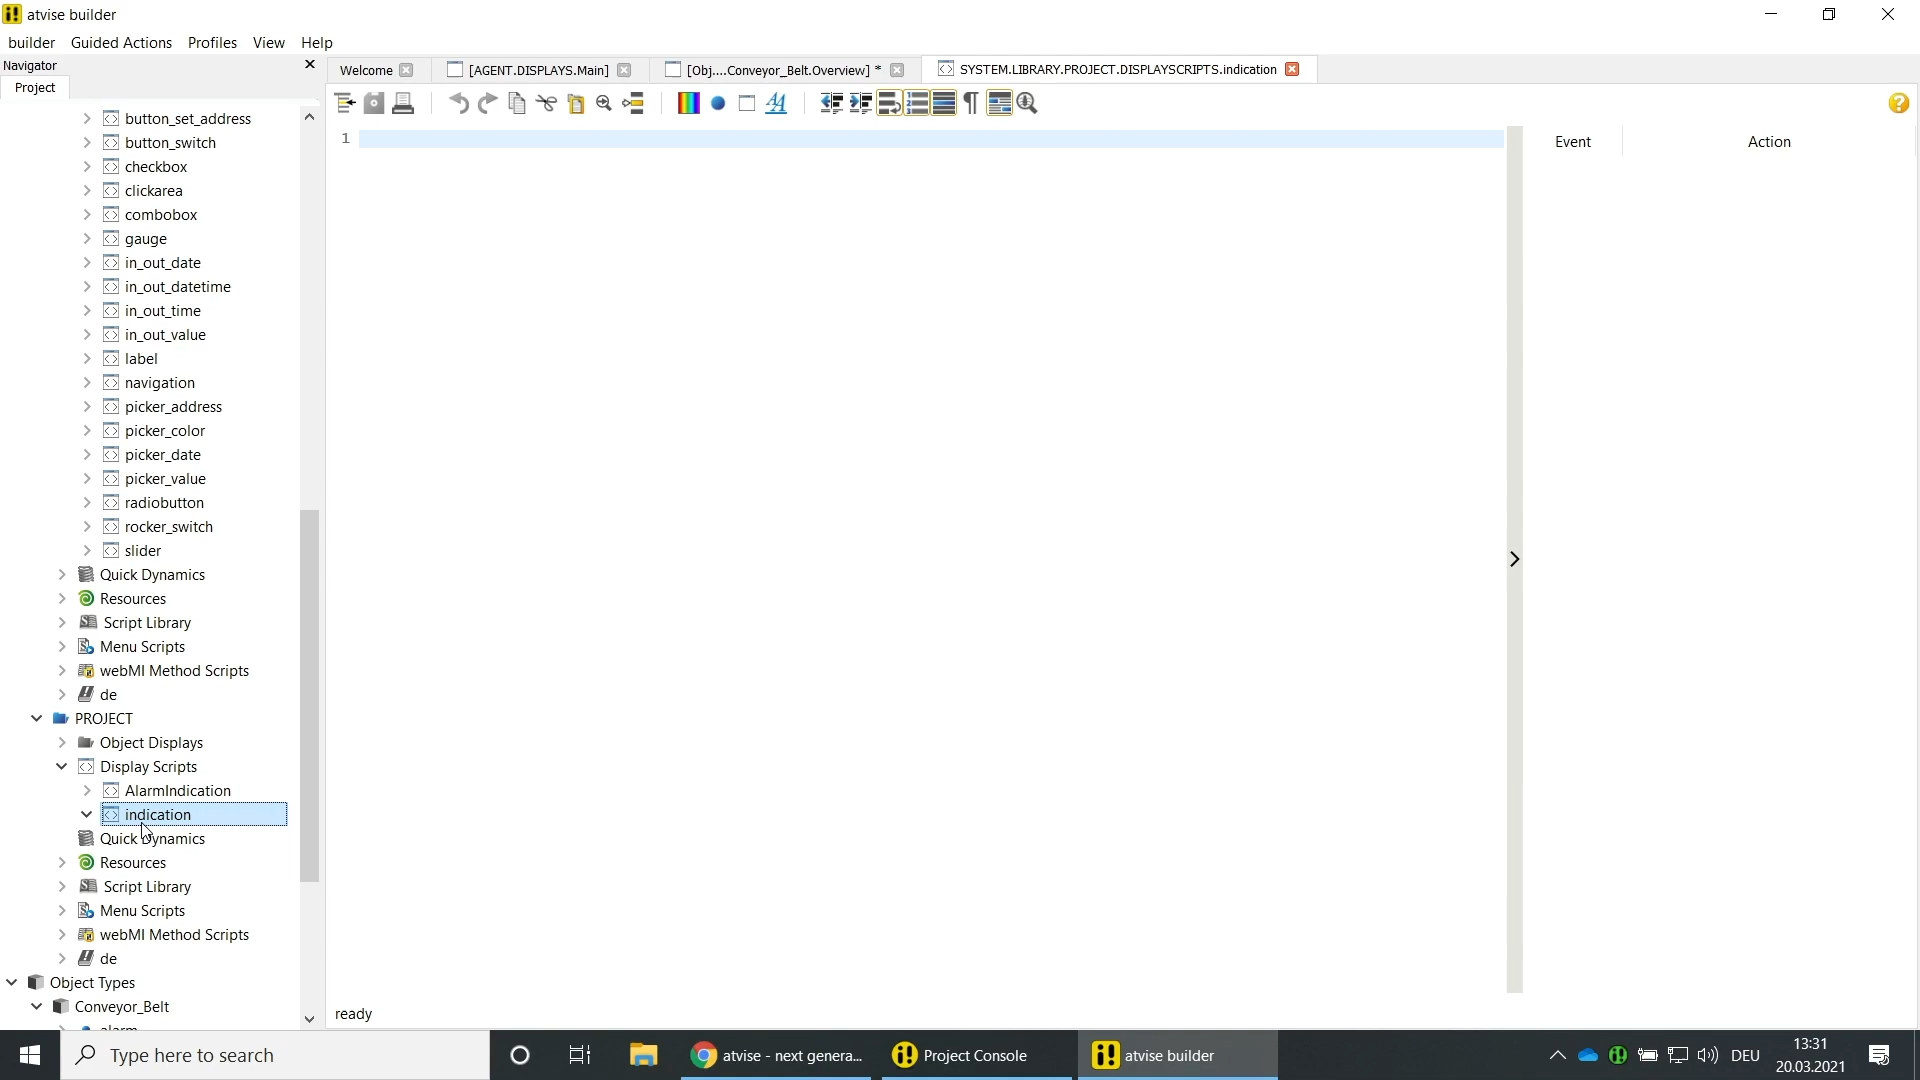 atvise builder
builder Guided Actions Profiles View Help
Navigator
Project
Welcome
[AGENT.DISPLAYS.Main]
[Obj....Conveyor_Belt.Overview] *
SYSTEM.LIBRARY.PROJECT.DISPLAYSCRIPTS.indication
1
Event Action
button_set_address
button_switch
checkbox
clickarea
combobox
gauge
in_out_date
in_out_datetime
in_out_time
in_out_value
label
navigation
picker_address
picker_color
picker_date
picker_value
radiobutton
rocker_switch
slider
Quick Dynamics
Resources
Script Library
Menu Scripts
webMI Method Scripts
de
PROJECT
Object Displays
Display Scripts
AlarmIndication
indication
Quick Dynamics
Resources
Script Library
Menu Scripts
webMI Method Scripts
de
Object Types
Conveyor_Belt
alarm
ready
Type here to search
atvise - next genera...
Project Console
atvise builder
DEU
13:31
20.03.2021